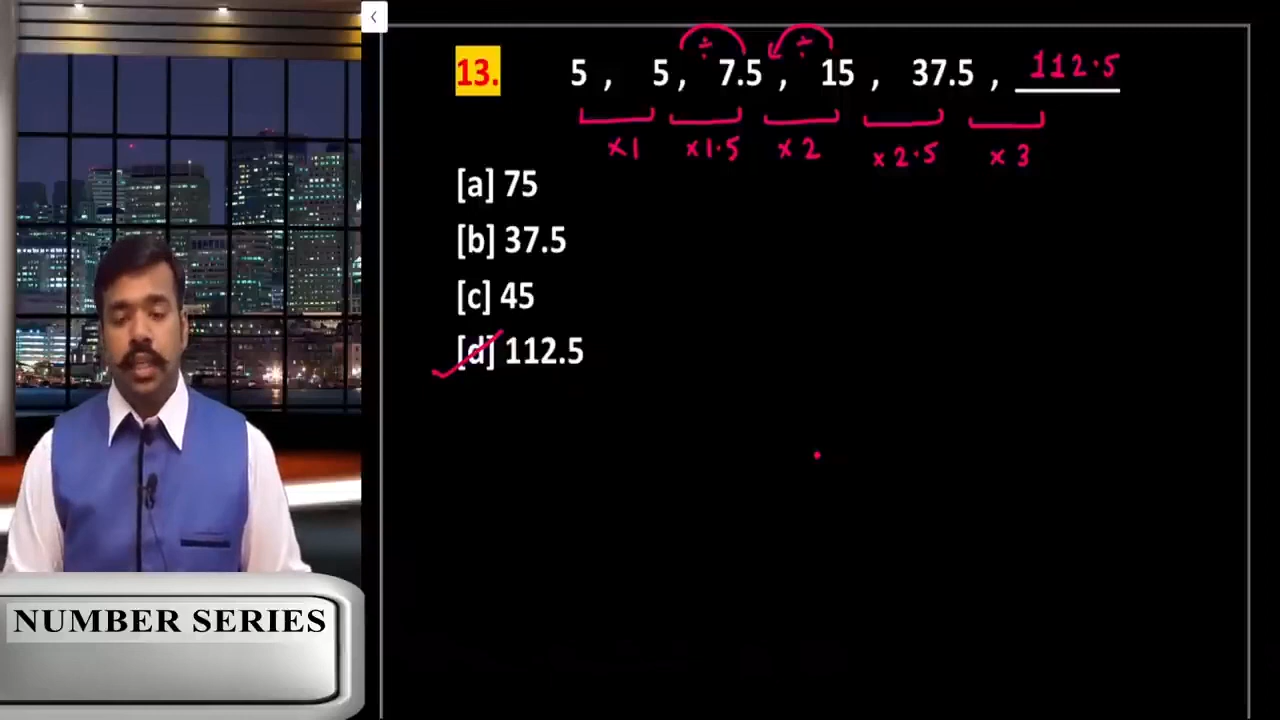 ÷ ÷
13. 5 , 5 , 7.5 , 15 , 37.5 , 112.5
×1 ×1.5 ×2 ×2.5 ×3
[a] 75
[b] 37.5
[c] 45
[d] 112.5
NUMBER SERIES